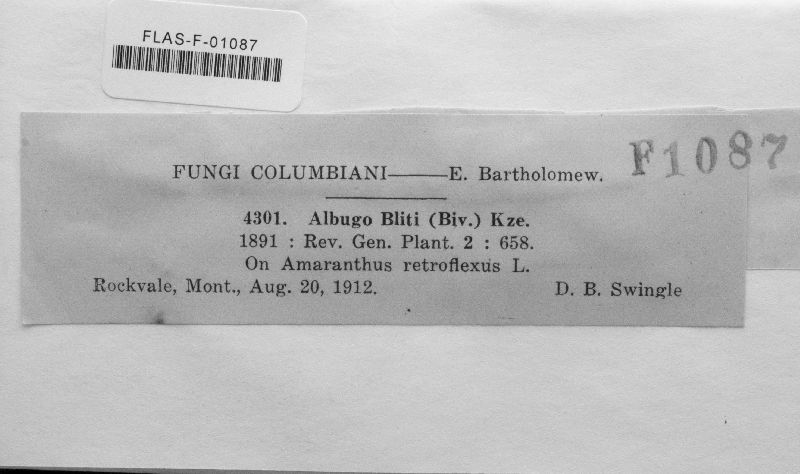 FLAS-F-01087
F1087
FUNGI COLUMBIANI——E. Bartholomew.
4301. Albugo Bliti (Biv.) Kze.
1891 : Rev. Gen. Plant. 2 : 658.
On Amaranthus retroflexus L.
Rockvale, Mont., Aug. 20, 1912. D. B. Swingle